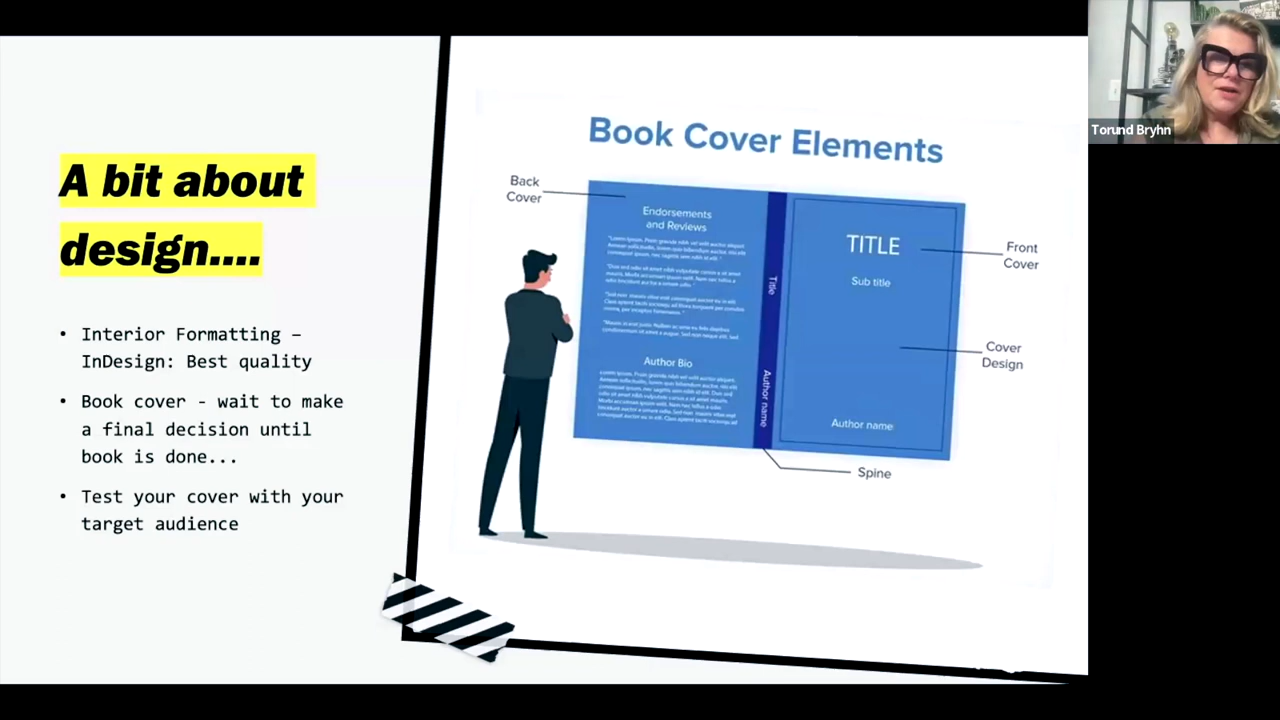 A bit about
design....
• Interior Formatting –
InDesign: Best quality
• Book cover - wait to make
a final decision until
book is done...
• Test your cover with your
target audience
Book Cover Elements
Back
Cover
Endorsements
and Reviews
Author Bio
Title
Author name
TITLE
Sub title
Author name
Front
Cover
Cover
Design
Spine
Torund Bryhn